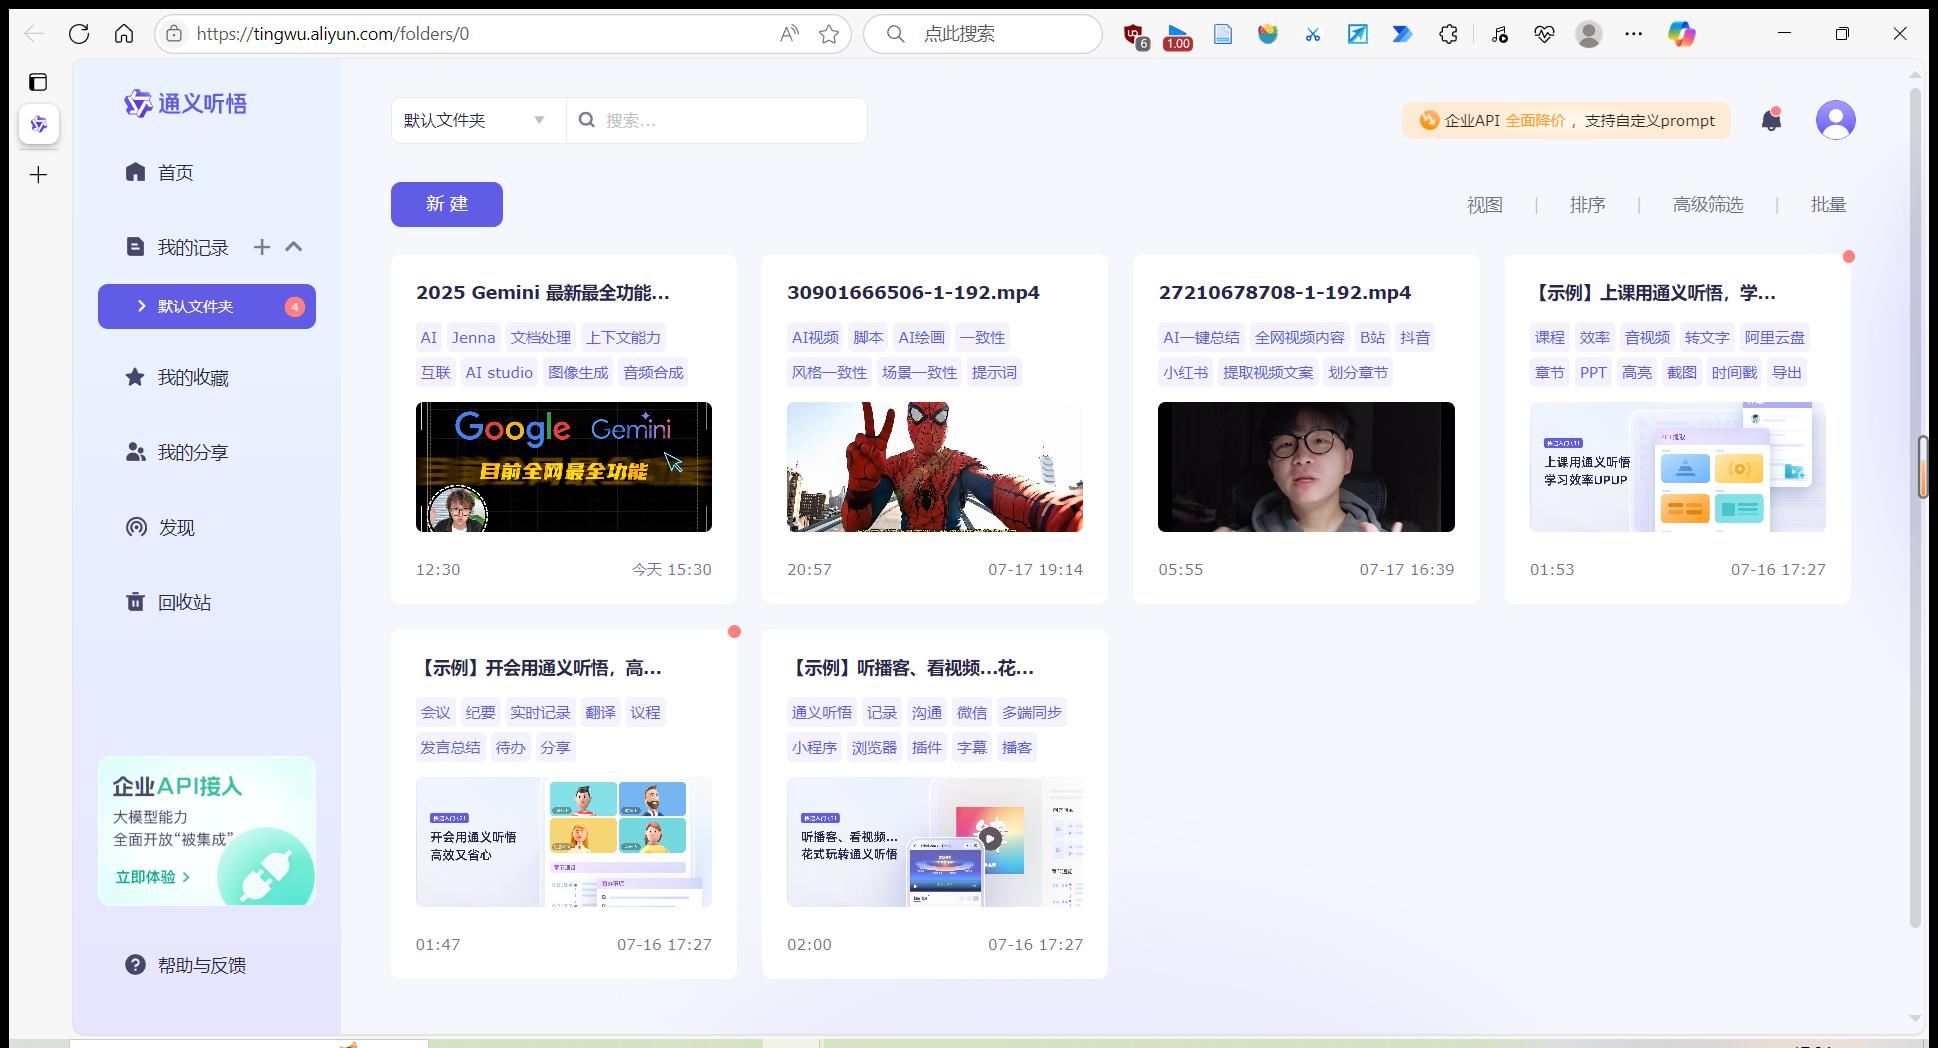 https://tingwu.aliyun.com/folders/0
点此搜索
6
1.00
通义听悟
首页
我的记录
默认文件夹
4
我的收藏
我的分享
发现
回收站
企业API接入
大模型能力
全面开放“被集成”
立即体验 >
帮助与反馈
默认文件夹
搜索...
企业API 全面降价，支持自定义prompt
新 建
视图 | 排序 | 高级筛选 | 批量
2025 Gemini 最新最全功能...
AI Jenna 文档处理 上下文能力
互联 AI studio 图像生成 音频合成
Google Gemini
目前全网最全功能
12:30 今天 15:30
30901666506-1-192.mp4
AI视频 脚本 AI绘画 一致性
风格一致性 场景一致性 提示词
20:57 07-17 19:14
27210678708-1-192.mp4
AI一键总结 全网视频内容 B站 抖音
小红书 提取视频文案 划分章节
05:55 07-17 16:39
【示例】上课用通义听悟，学...
课程 效率 音视频 转文字 阿里云盘
章节 PPT 高亮 截图 时间戳 导出
上课用通义听悟
学习效率UPUP
01:53 07-16 17:27
【示例】开会用通义听悟，高...
会议 纪要 实时记录 翻译 议程
发言总结 待办 分享
开会用通义听悟
高效又省心
01:47 07-16 17:27
【示例】听播客、看视频...花...
通义听悟 记录 沟通 微信 多端同步
小程序 浏览器 插件 字幕 播客
听播客、看视频...
花式玩转通义听悟
02:00 07-16 17:27